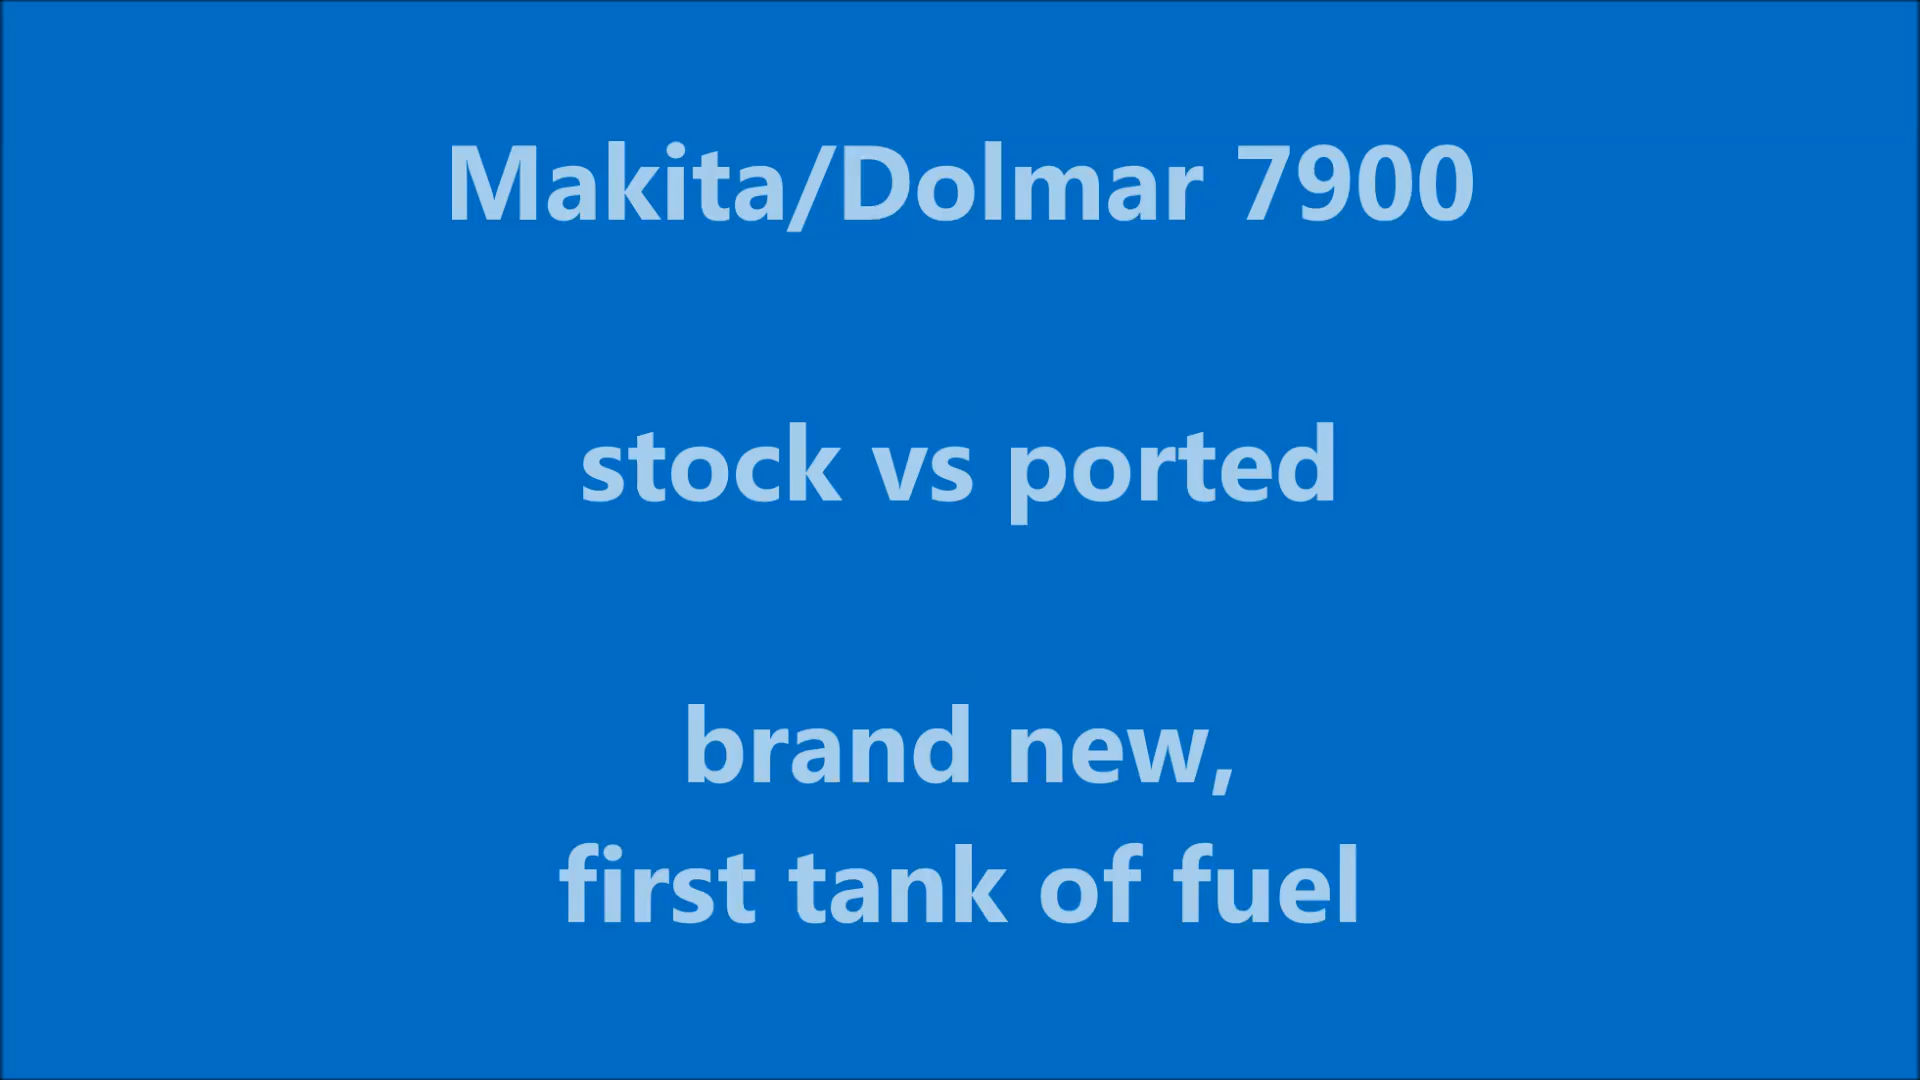 Makita/Dolmar 7900
stock vs ported
brand new,
first tank of fuel